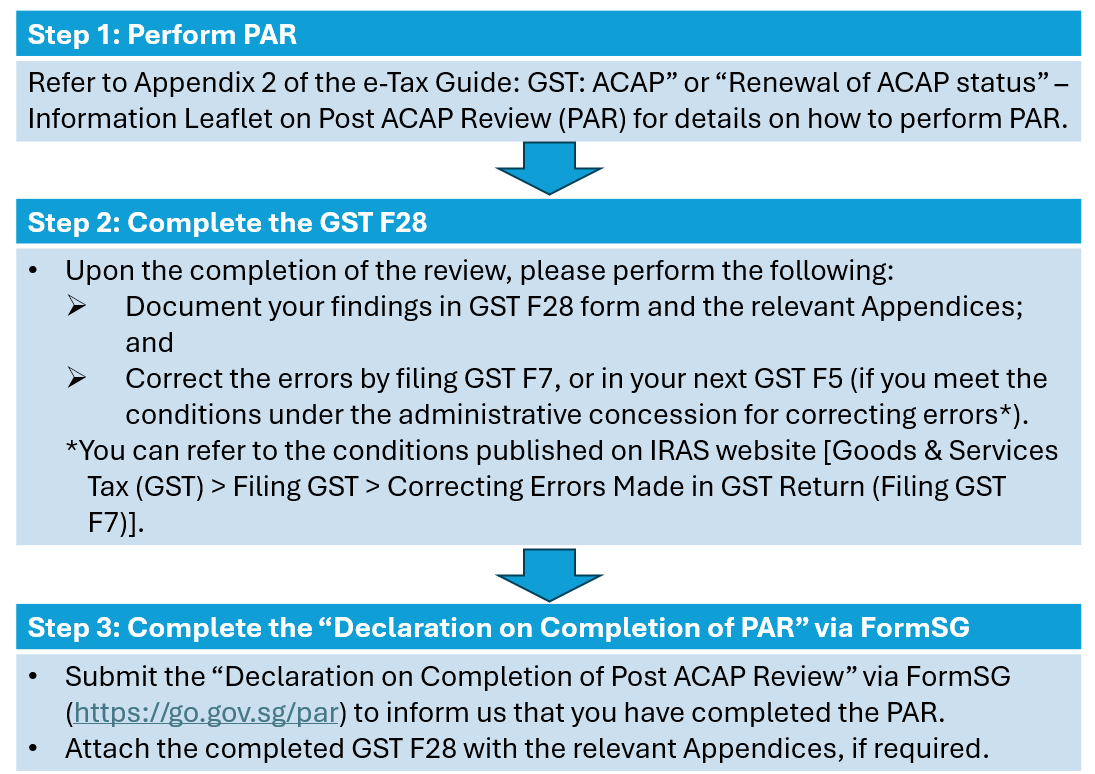 Step 1: Perform PAR
Refer to Appendix 2 of the e-Tax Guide: GST: ACAP” or “Renewal of ACAP status” –
Information Leaflet on Post ACAP Review (PAR) for details on how to perform PAR.
Step 2: Complete the GST F28
• Upon the completion of the review, please perform the following:
➢ Document your findings in GST F28 form and the relevant Appendices;
and
➢ Correct the errors by filing GST F7, or in your next GST F5 (if you meet the
conditions under the administrative concession for correcting errors*).
*You can refer to the conditions published on IRAS website [Goods & Services
Tax (GST) > Filing GST > Correcting Errors Made in GST Return (Filing GST
F7)].
Step 3: Complete the “Declaration on Completion of PAR” via FormSG
• Submit the “Declaration on Completion of Post ACAP Review” via FormSG
(https://go.gov.sg/par) to inform us that you have completed the PAR.
• Attach the completed GST F28 with the relevant Appendices, if required.